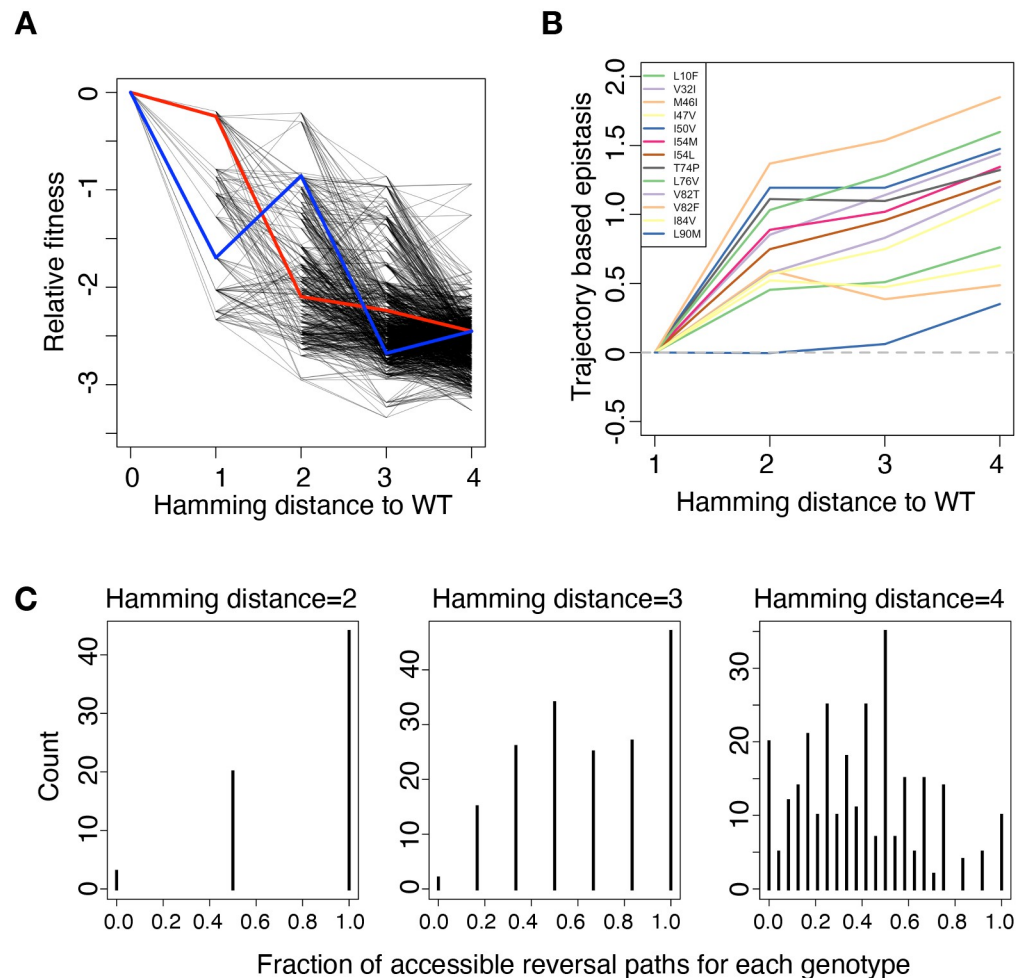 A
0
-1
-2
-3
Relative fitness
0 1 2 3 4
Hamming distance to WT
B
2.0
1.5
1.0
0.5
0
-0.5
Trajectory based epistasis
L10F
V32I
M46I
I47V
I50V
I54M
I54L
T74P
L76V
V82T
V82F
I84V
L90M
1 2 3 4
Hamming distance to WT
C
Hamming distance=2
40
30
20
10
0
Count
0.0 0.2 0.4 0.6 0.8 1.0
Hamming distance=3
40
30
20
10
0
0.0 0.2 0.4 0.6 0.8 1.0
Hamming distance=4
30
20
10
0
0.0 0.2 0.4 0.6 0.8 1.0
Fraction of accessible reversal paths for each genotype